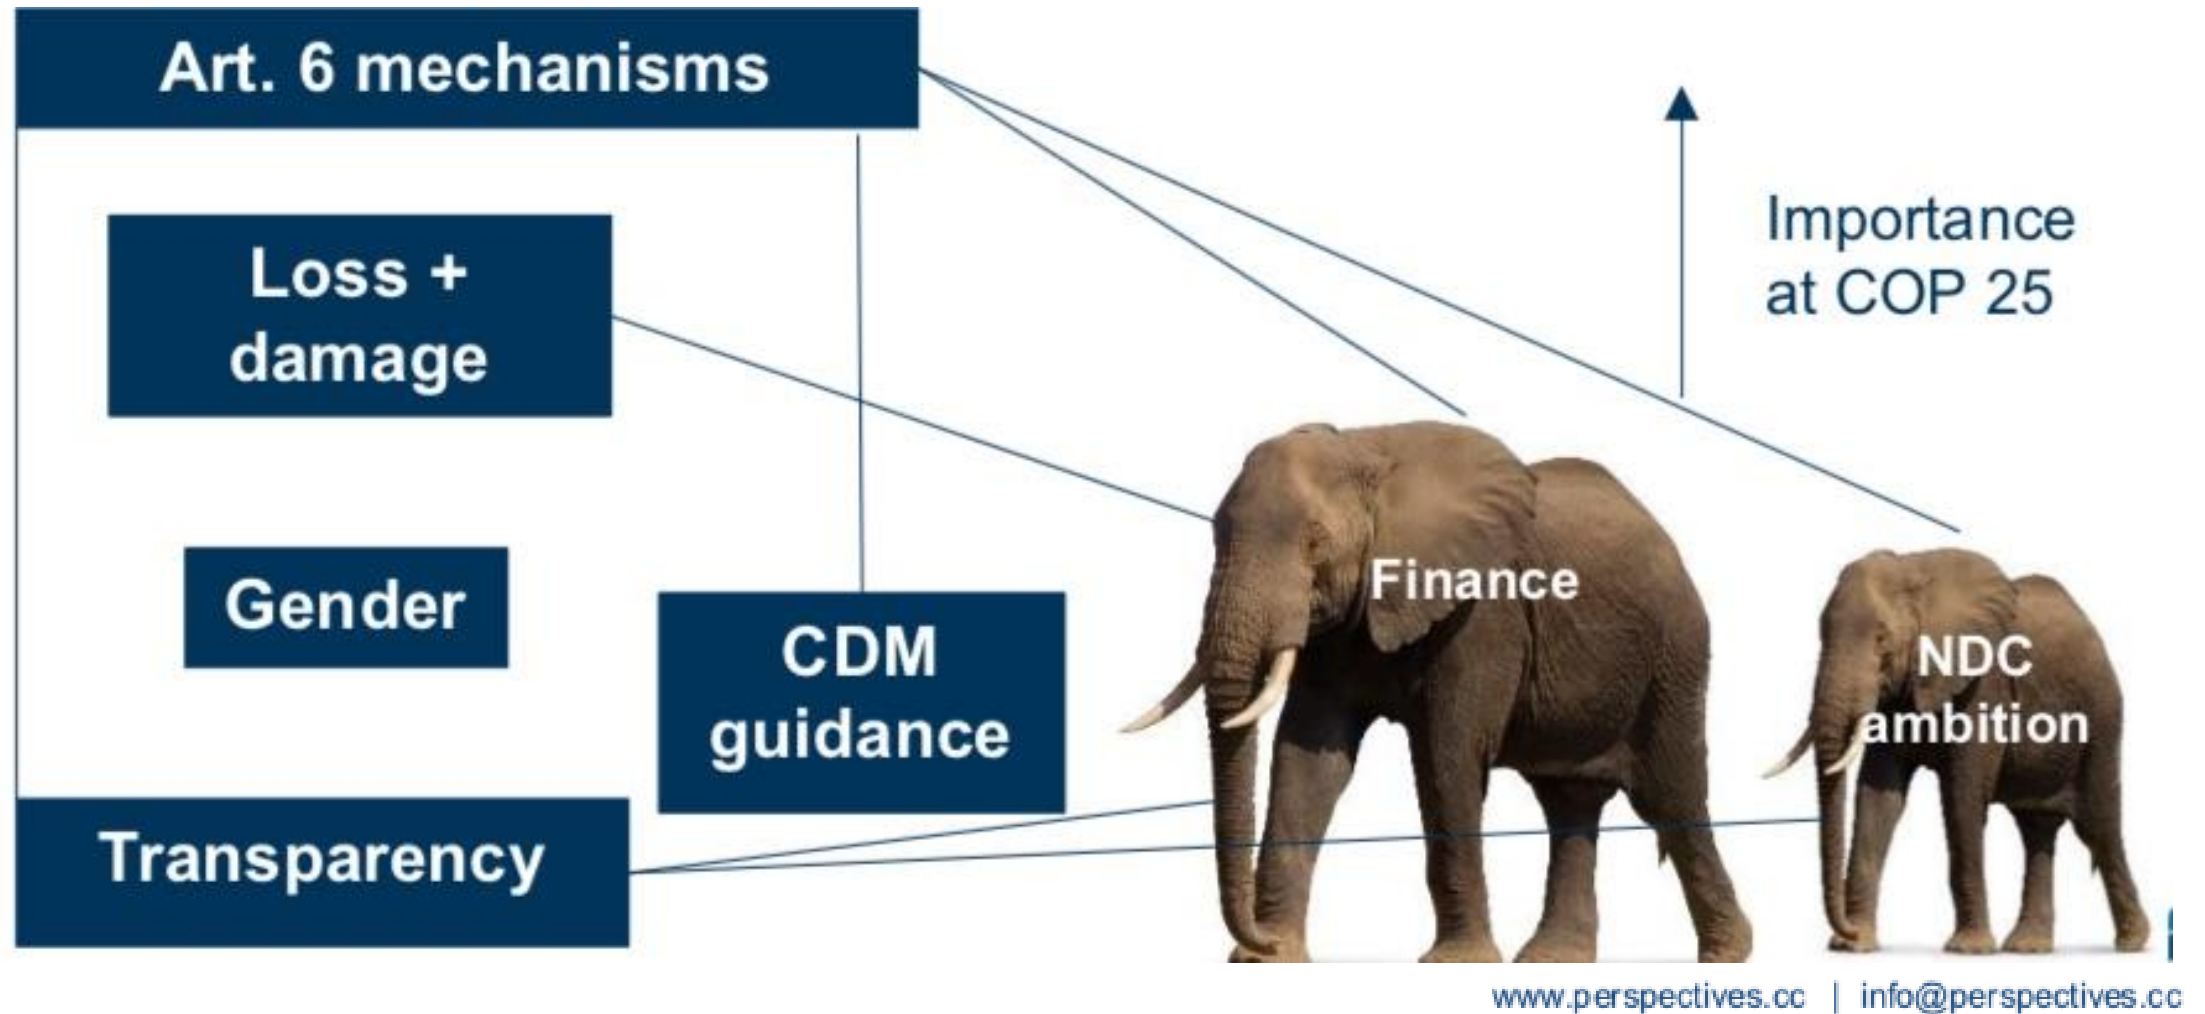 Art. 6 mechanisms
Loss +
damage
Importance
at COP 25
Gender
Finance
CDM
guidance
NDC
ambition
Transparency
www.perspectives.cc | info@perspectives.cc